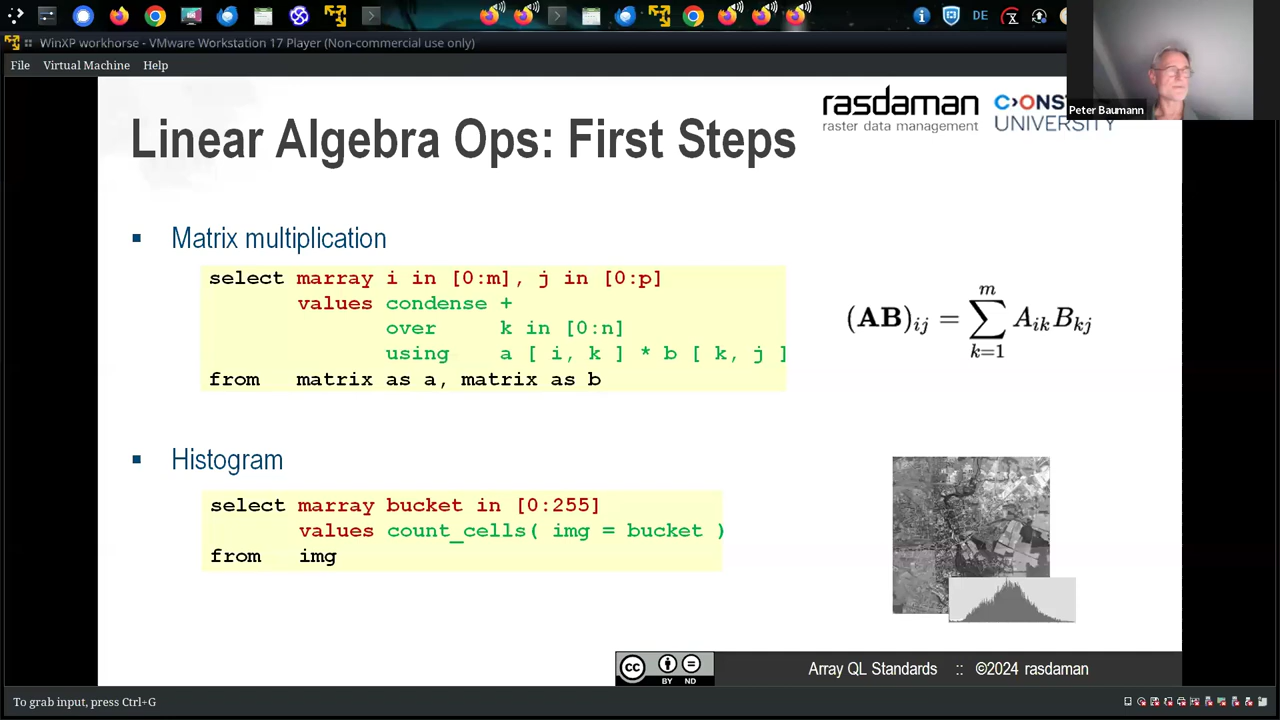 DE
WinXP workhorse - VMware Workstation 17 Player (Non-commercial use only)
File Virtual Machine Help
Peter Baumann
rasdaman
raster data management
UNIVERSITY
Linear Algebra Ops: First Steps
▪ Matrix multiplication
select marray i in [0:m], j in [0:p]
values condense +
over k in [0:n]
using a [ i, k ] * b [ k, j ]
from matrix as a, matrix as b
(AB)ij = m∑k=1 AikBkj
▪ Histogram
select marray bucket in [0:255]
values count_cells( img = bucket )
from img
cc BY ND
Array QL Standards :: ©2024 rasdaman
To grab input, press Ctrl+G